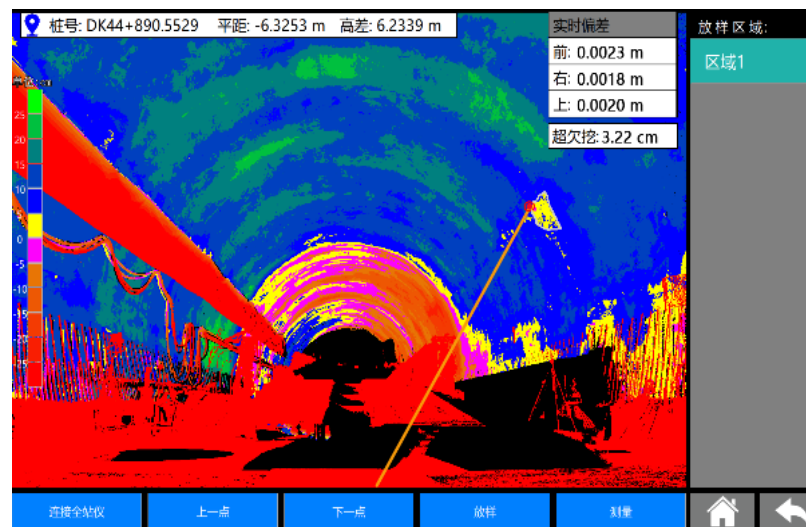 桩号: DK44+890.5529 平距: -6.3253 m 高差: 6.2339 m
实时偏差
前: 0.0023 m
右: 0.0018 m
上: 0.0020 m
超欠挖: 3.22 cm
放样区域:
区域1
25
20
15
10
5
0
-5
-10
-15
-20
-25
连接全站仪
上一点
下一点
放样
测量